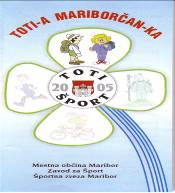 TOTI-A MARIBORČAN-KA
TOTI
20 05
ŠPORT
Mestna občina Maribor
Zavod za Šport
Športna zveza Maribor